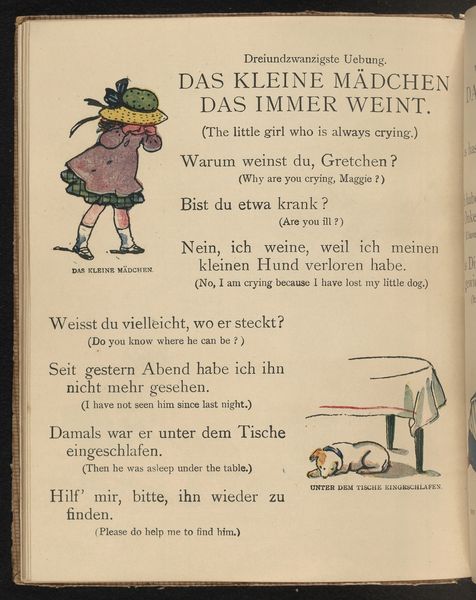 Dreiundzwanzigste Uebung.
DAS KLEINE MÄDCHEN
DAS IMMER WEINT.
(The little girl who is always crying.)
Warum weinst du, Gretchen?
(Why are you crying, Maggie?)
Bist du etwa krank?
(Are you ill?)
Nein, ich weine, weil ich meinen
kleinen Hund verloren habe.
(No, I am crying because I have lost my little dog.)
DAS KLEINE MÄDCHEN.
Weisst du vielleicht, wo er steckt?
(Do you know where he can be?)
Seit gestern Abend habe ich ihn
nicht mehr gesehen.
(I have not seen him since last night.)
Damals war er unter dem Tische
eingeschlafen.
(Then he was asleep under the table.)
UNTER DEM TISCHE EINGESCHLAFEN.
Hilf' mir, bitte, ihn wieder zu
finden.
(Please do help me to find him.)